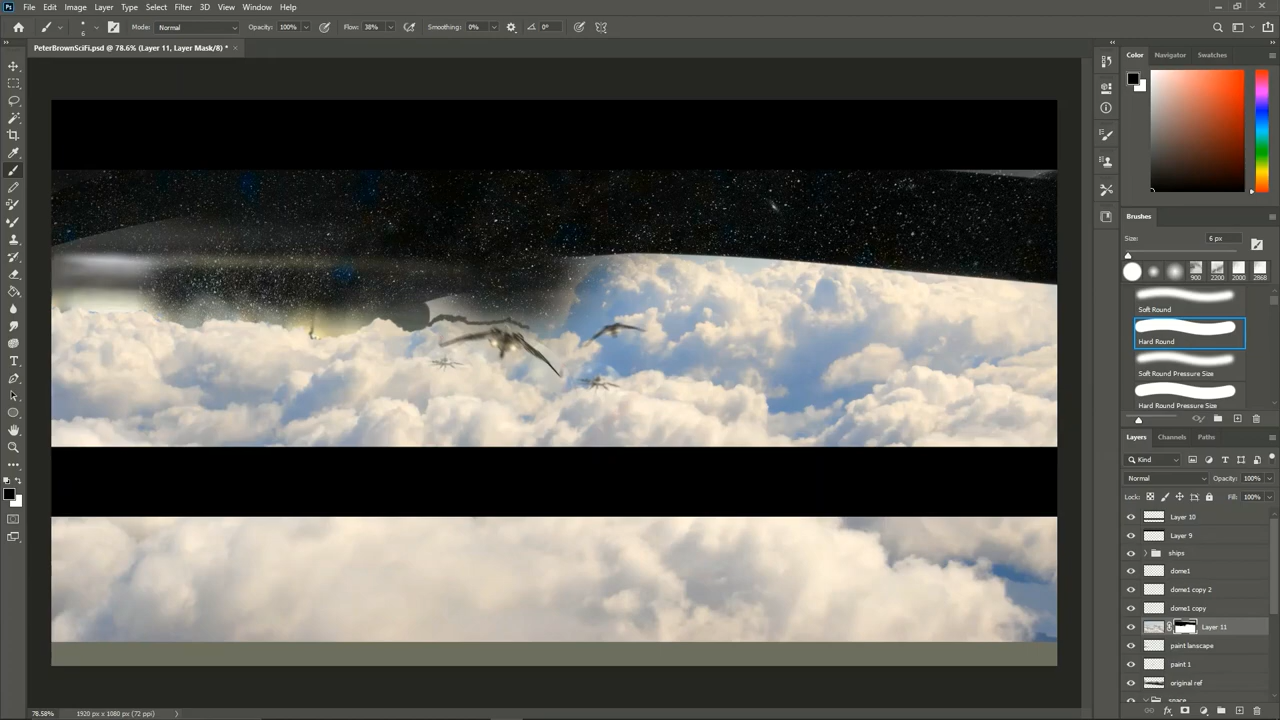 File Edit Image Layer Type Select Filter 3D View Window Help
6 Mode: Normal Opacity: 100% Flow: 38% Smoothing: 0% 0°
PeterBrownSciFi.psd @ 78.6% (Layer 11, Layer Mask/8) * ×
Color Navigator Swatches
Brushes
Size: 6 px
900 2200 2000 2868
Soft Round
Hard Round
Soft Round Pressure Size
Hard Round Pressure Size
Layers Channels Paths
Kind
Normal Opacity: 100%
Lock: Fill: 100%
Layer 10
Layer 9
ships
dome1
dome1 copy 2
dome1 copy
Layer 11
paint lanscape
paint 1
original ref
space
78.58% 1920 px x 1080 px (72 ppi)